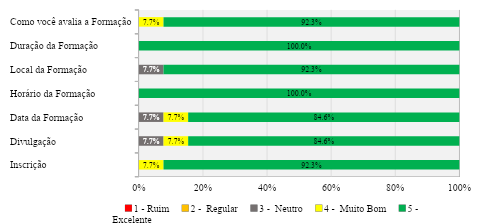 Como você avalia a Formação 7.7% 92.3%
Duração da Formação 100.0%
Local da Formação 7.7% 92.3%
Horário da Formação 100.0%
Data da Formação 7.7% 7.7% 84.6%
Divulgação 7.7% 7.7% 84.6%
Inscrição 7.7% 92.3%
0% 20% 40% 60% 80% 100%
1 - Ruim 2 - Regular 3 - Neutro 4 - Muito Bom 5 -
Excelente